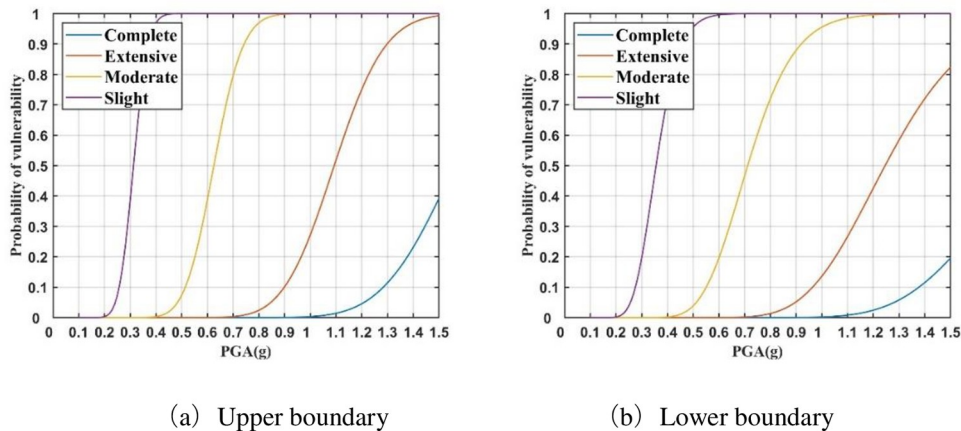 1
0.9
0.8
0.7
0.6
0.5
0.4
0.3
0.2
0.1
0
Probability of vulnerability
Complete
Extensive
Moderate
Slight
0 0.1 0.2 0.3 0.4 0.5 0.6 0.7 0.8 0.9 1 1.1 1.2 1.3 1.4 1.5
PGA(g)
(a) Upper boundary
1
0.9
0.8
0.7
0.6
0.5
0.4
0.3
0.2
0.1
0
Probability of vulnerability
Complete
Extensive
Moderate
Slight
0 0.1 0.2 0.3 0.4 0.5 0.6 0.7 0.8 0.9 1 1.1 1.2 1.3 1.4 1.5
PGA(g)
(b) Lower boundary